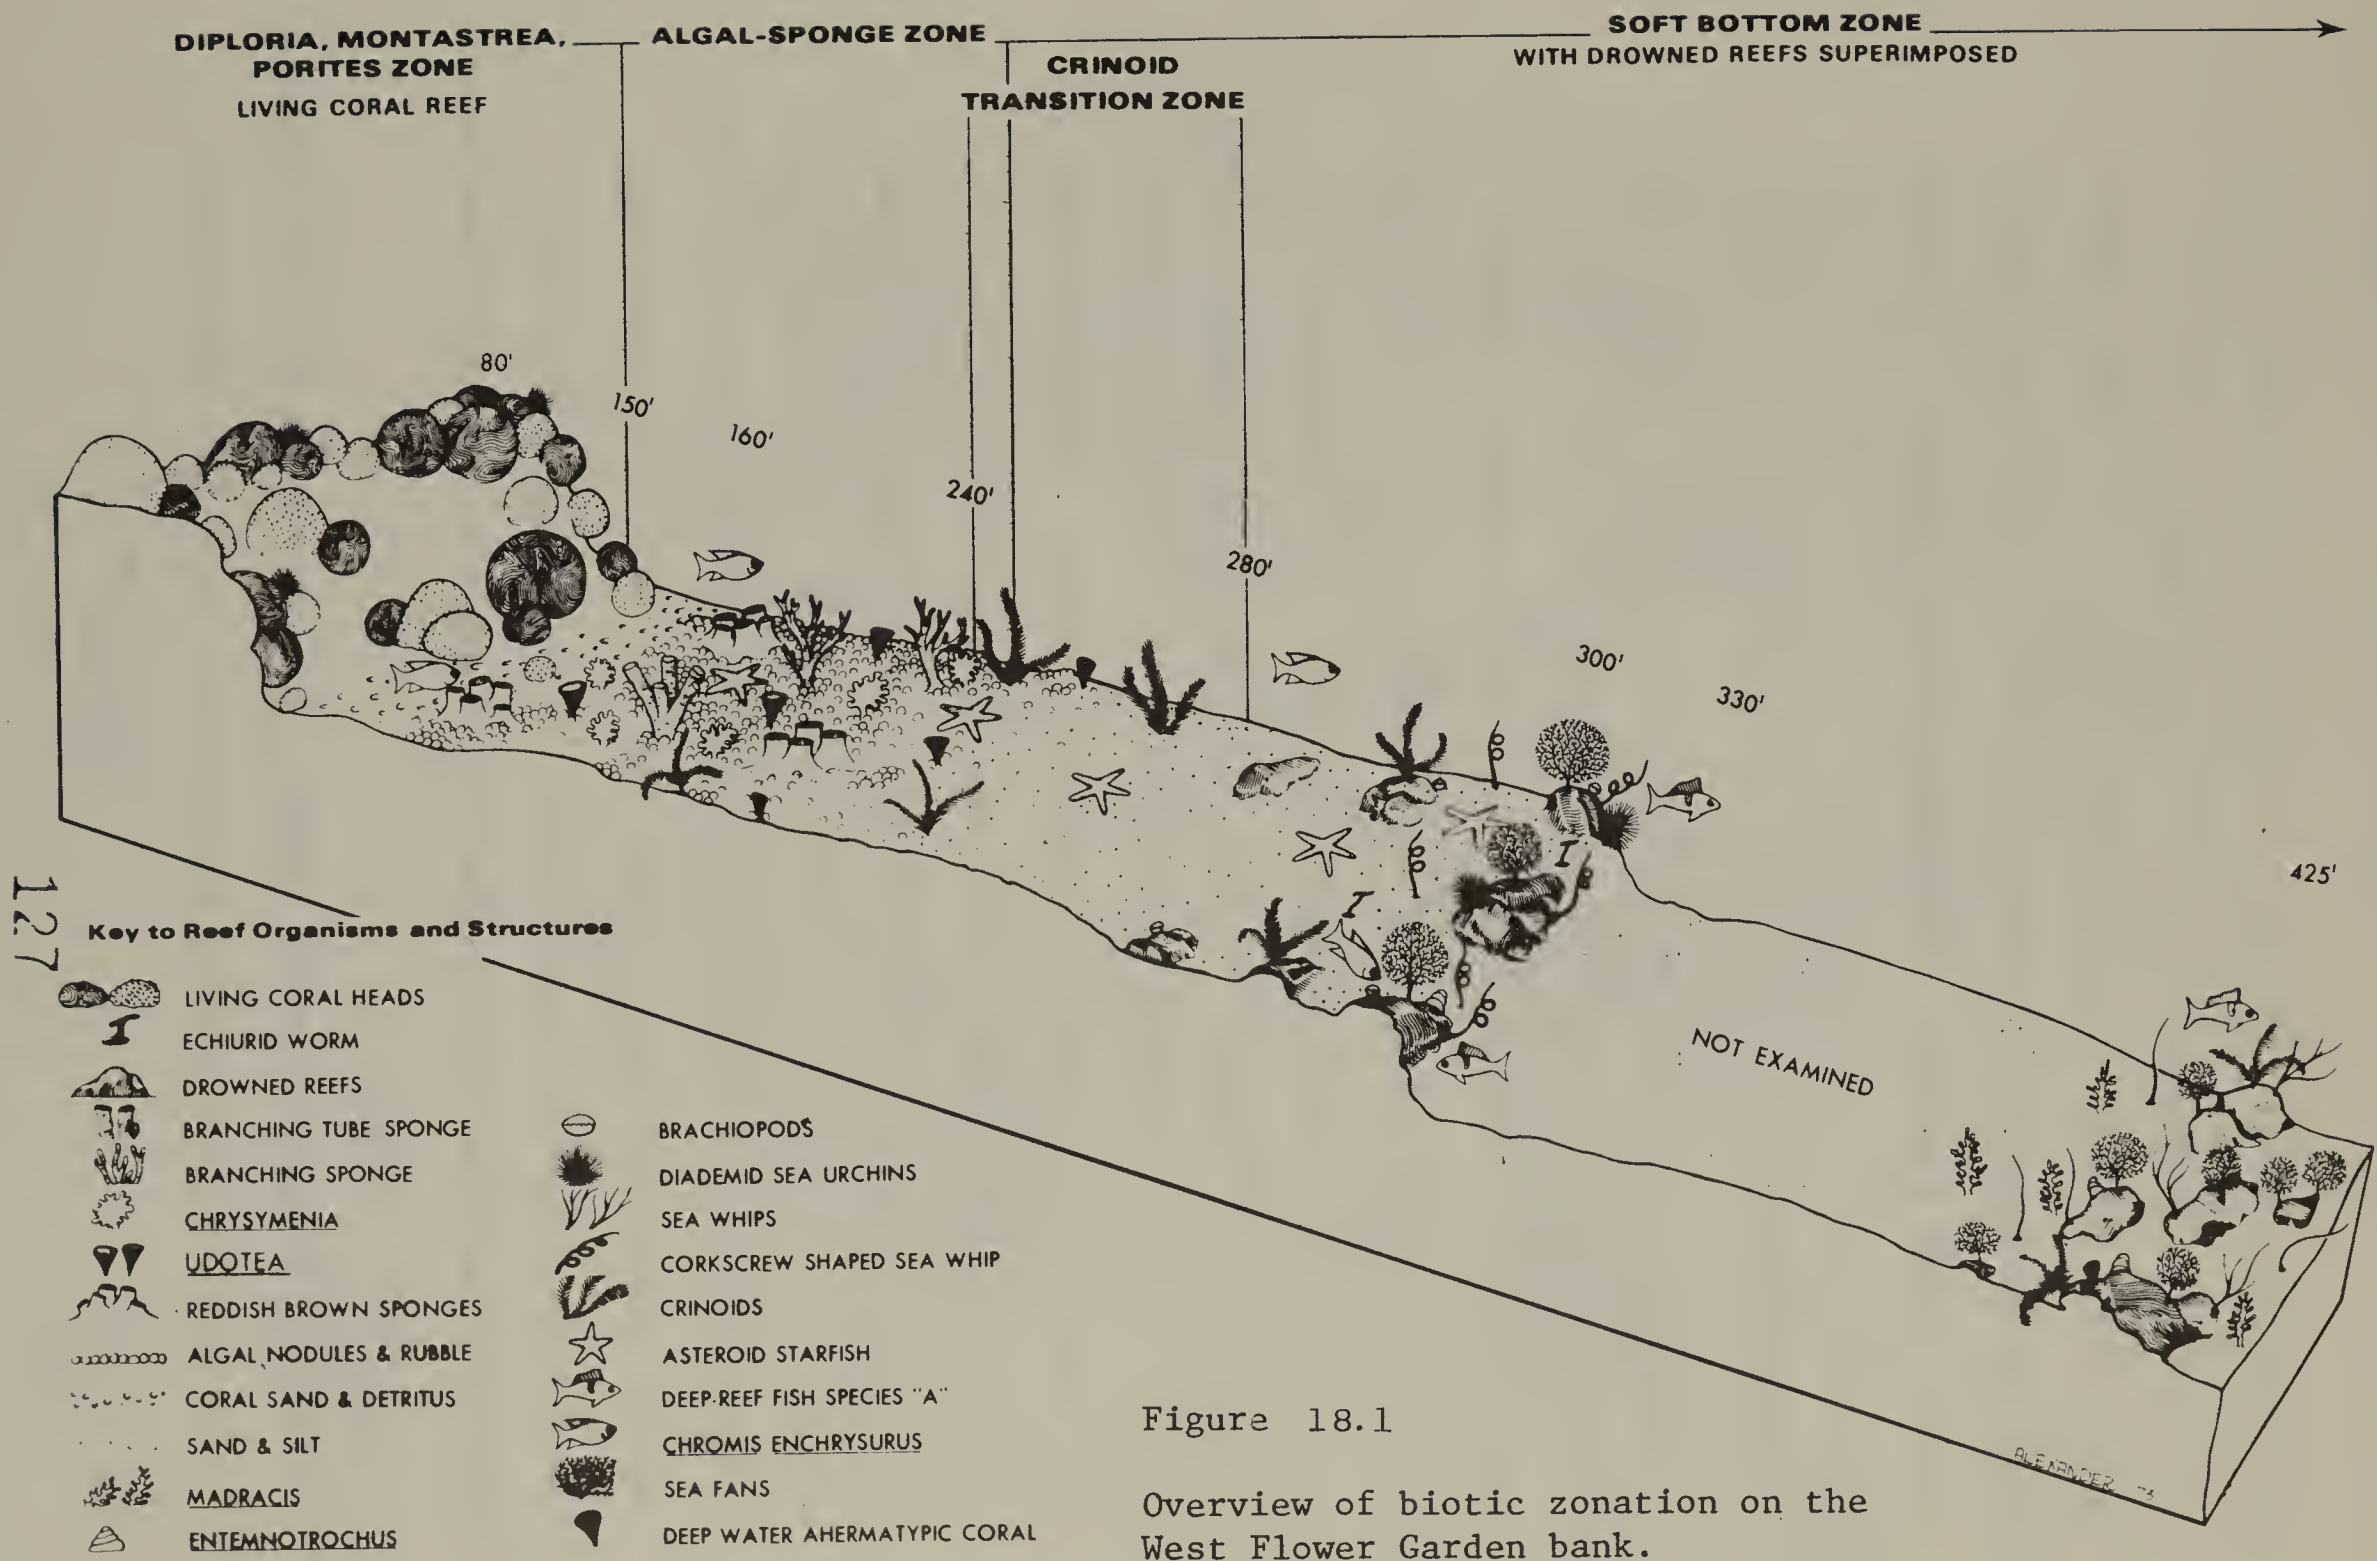 DIPLORIA, MONTASTREA,
PORITES ZONE
LIVING CORAL REEF
ALGAL-SPONGE ZONE
CRINOID
TRANSITION ZONE
SOFT BOTTOM ZONE
WITH DROWNED REEFS SUPERIMPOSED
80'
150'
160'
240'
280'
300'
330'
425'
NOT EXAMINED
127
Key to Reef Organisms and Structures
LIVING CORAL HEADS
ECHIURID WORM
DROWNED REEFS
BRANCHING TUBE SPONGE
BRANCHING SPONGE
CHRYSYMENIA
UDOTEA
REDDISH BROWN SPONGES
ALGAL NODULES & RUBBLE
CORAL SAND & DETRITUS
SAND & SILT
MADRACIS
ENTEMNOTROCHUS
BRACHIOPODS
DIADEMID SEA URCHINS
SEA WHIPS
CORKSCREW SHAPED SEA WHIP
CRINOIDS
ASTEROID STARFISH
DEEP-REEF FISH SPECIES "A"
CHROMIS ENCHRYSURUS
SEA FANS
DEEP WATER AHERMATYPIC CORAL
ALEXANDER
Figure 18.1
Overview of biotic zonation on the
West Flower Garden bank.